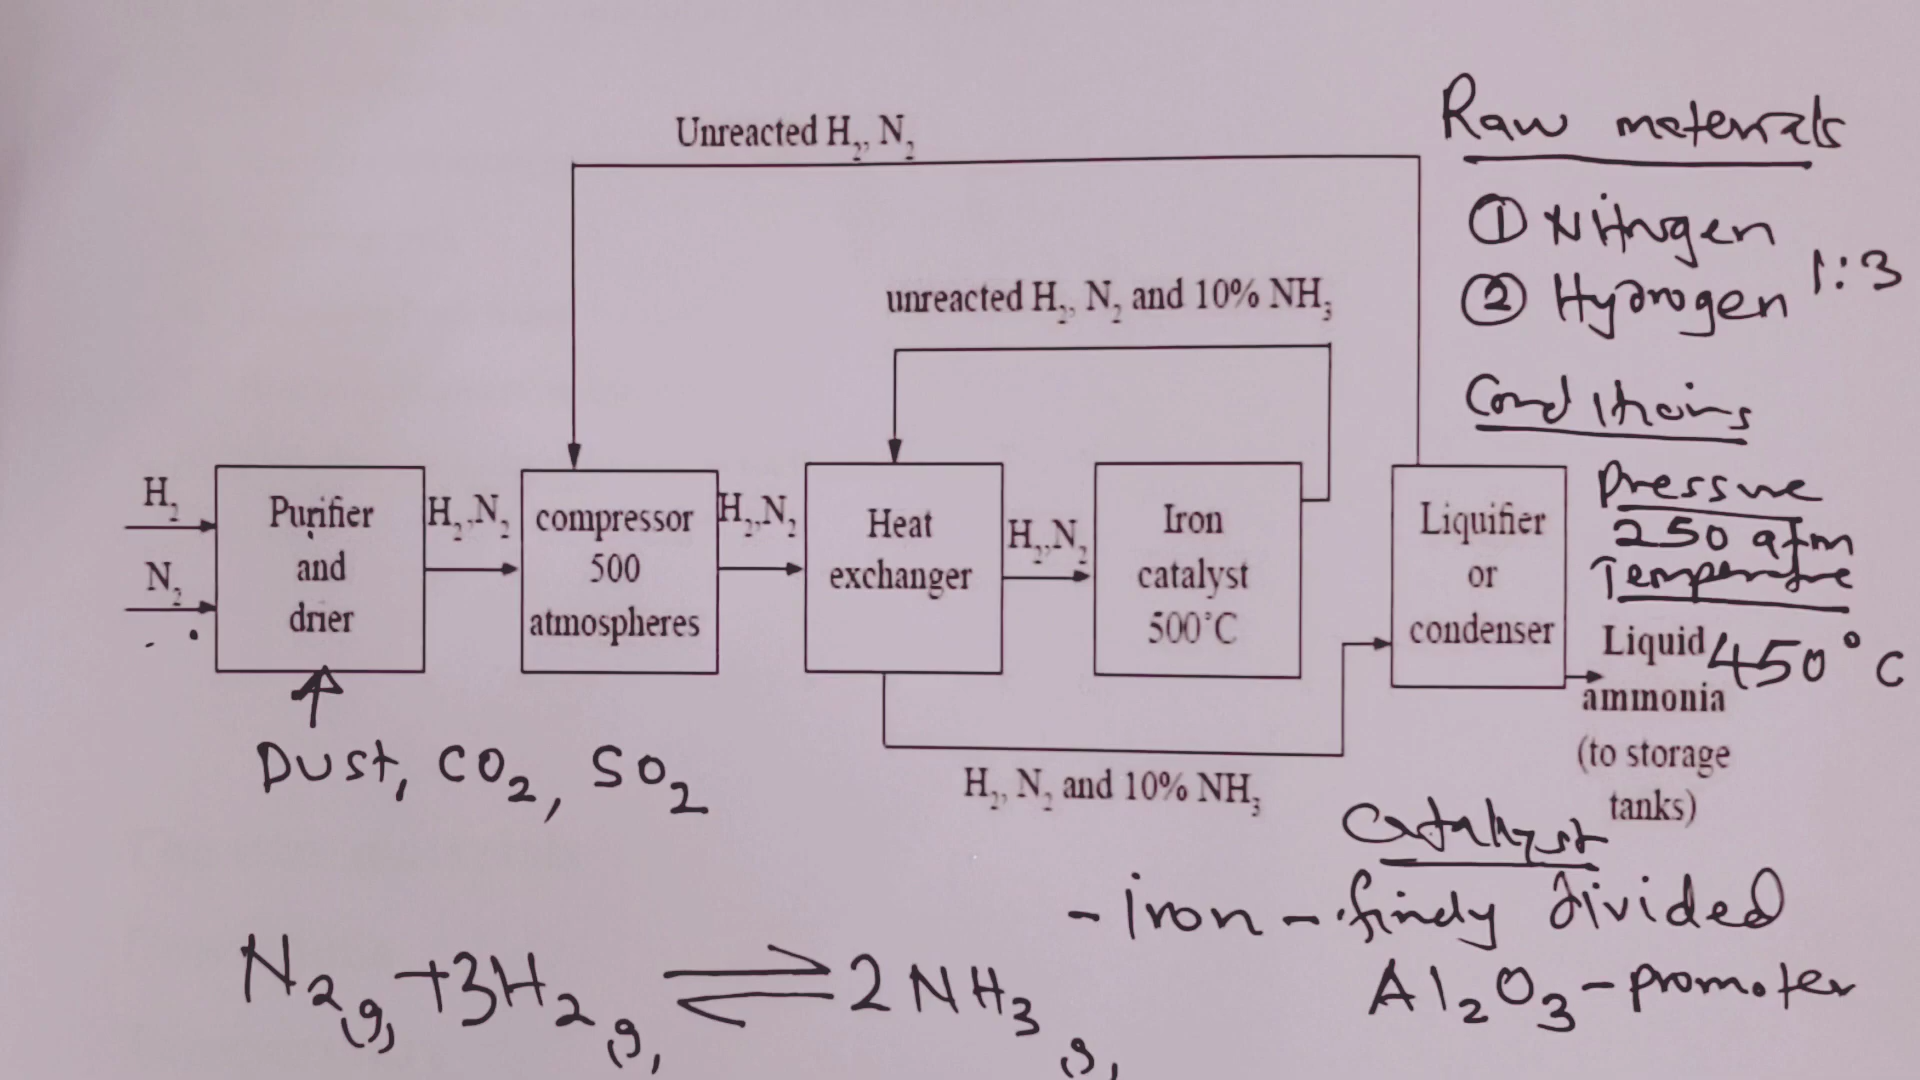 Unreacted H₂, N₂
unreacted H₂, N₂ and 10% NH₃
H₂
N₂
Purifier
and
drier
H₂,N₂
compressor
500
atmospheres
H₂,N₂
Heat
exchanger
H₂,N₂
Iron
catalyst
500°C
Liquifier
or
condenser
Liquid
ammonia
(to storage
tanks)
H₂, N₂ and 10% NH₃
Raw materials
① Nitrogen
② Hydrogen
1:3
Conditions
Pressure
250 atm
Temperature
450°C
Dust, CO₂, SO₂
Catalyst
- Iron - finely divided
Al₂O₃ - promoter
N₂(g) + 3H₂(g) ⇌ 2NH₃(g)